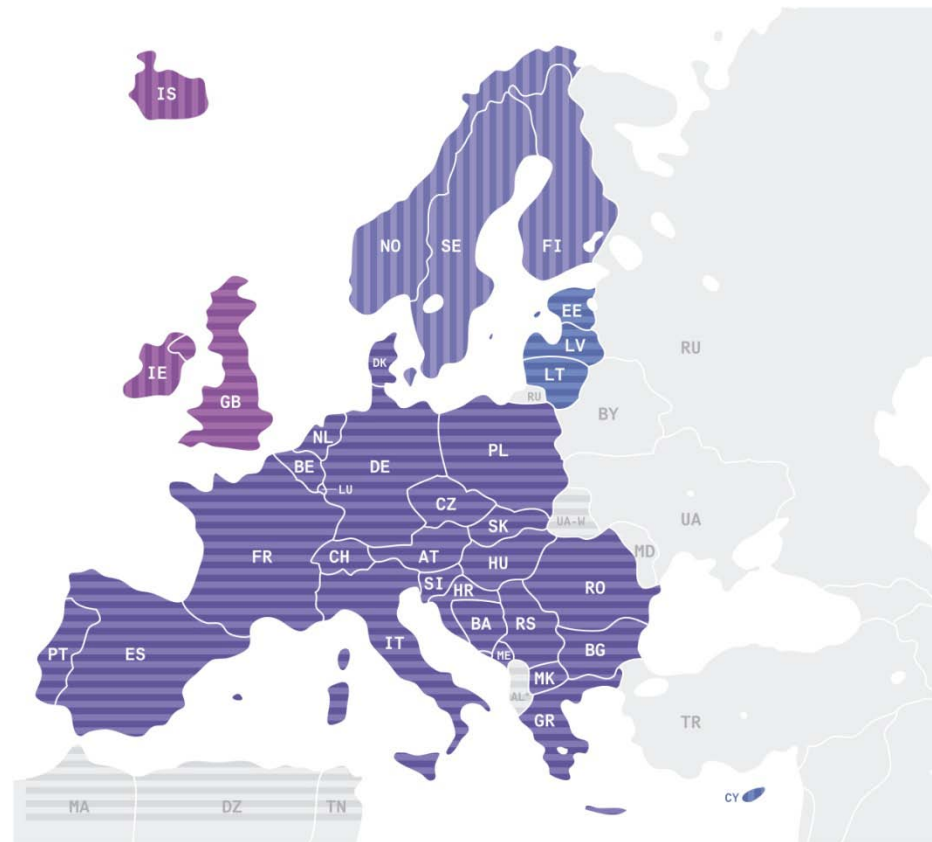 IS
NO
SE
FI
EE
LV
LT
RU
RU
BY
DK
IE
GB
NL
BE
LU
DE
PL
CZ
SK
UA-W
UA
MD
FR
CH
AT
HU
SI
HR
RO
BA
RS
IT
ME
BG
MK
AL*
GR
PT
ES
TR
CY
MA
DZ
TN